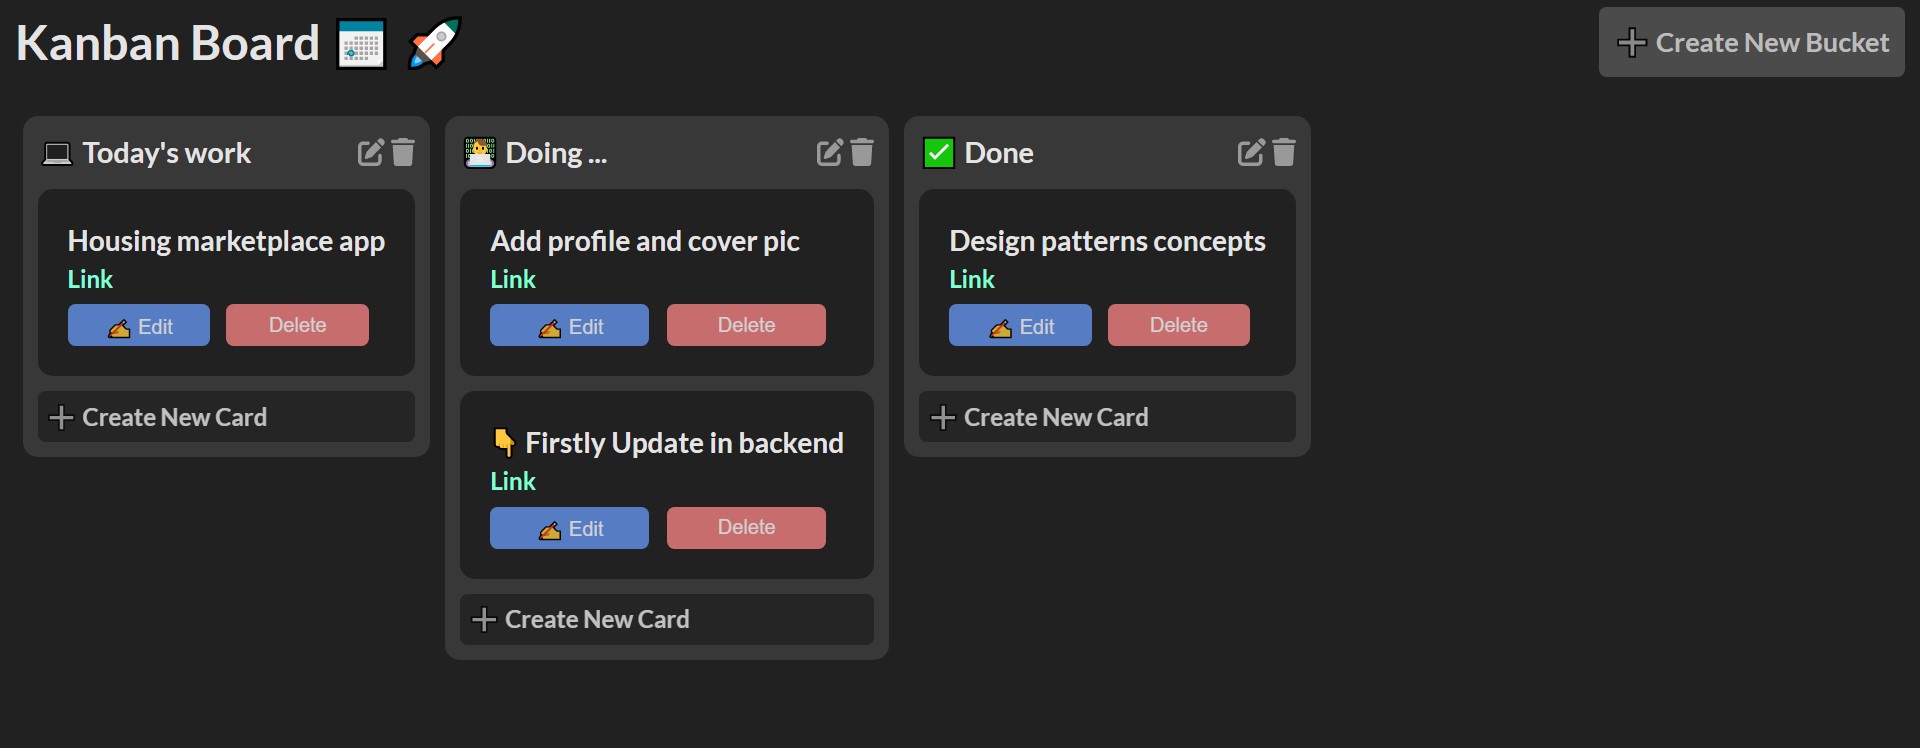 Kanban Board 📅 🚀
➕ Create New Bucket
💻 Today's work
Housing marketplace app
Link
✍ Edit
Delete
➕ Create New Card
👨‍💻 Doing ...
Add profile and cover pic
Link
✍ Edit
Delete
👇 Firstly Update in backend
Link
✍ Edit
Delete
➕ Create New Card
✅ Done
Design patterns concepts
Link
✍ Edit
Delete
➕ Create New Card